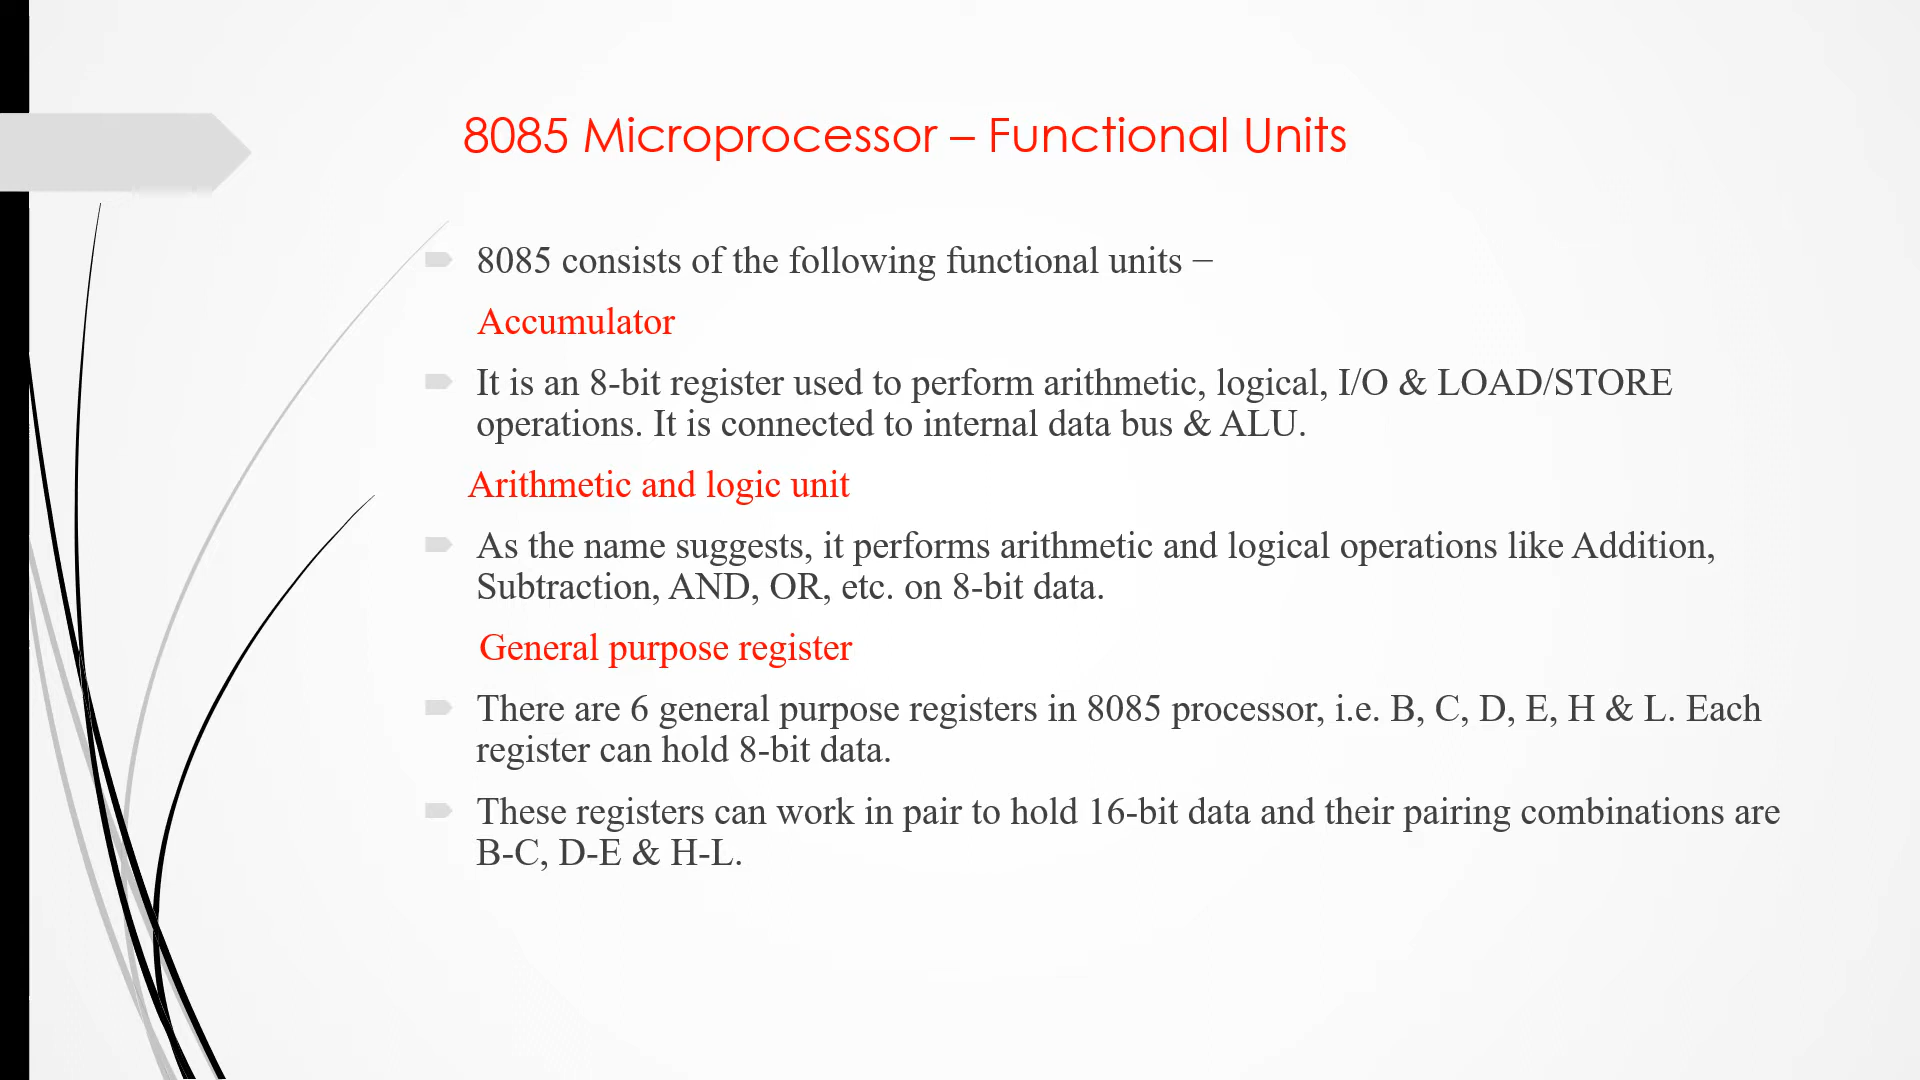 8085 Microprocessor – Functional Units
8085 consists of the following functional units −
Accumulator
It is an 8-bit register used to perform arithmetic, logical, I/O & LOAD/STORE
operations. It is connected to internal data bus & ALU.
Arithmetic and logic unit
As the name suggests, it performs arithmetic and logical operations like Addition,
Subtraction, AND, OR, etc. on 8-bit data.
General purpose register
There are 6 general purpose registers in 8085 processor, i.e. B, C, D, E, H & L. Each
register can hold 8-bit data.
These registers can work in pair to hold 16-bit data and their pairing combinations are
B-C, D-E & H-L.